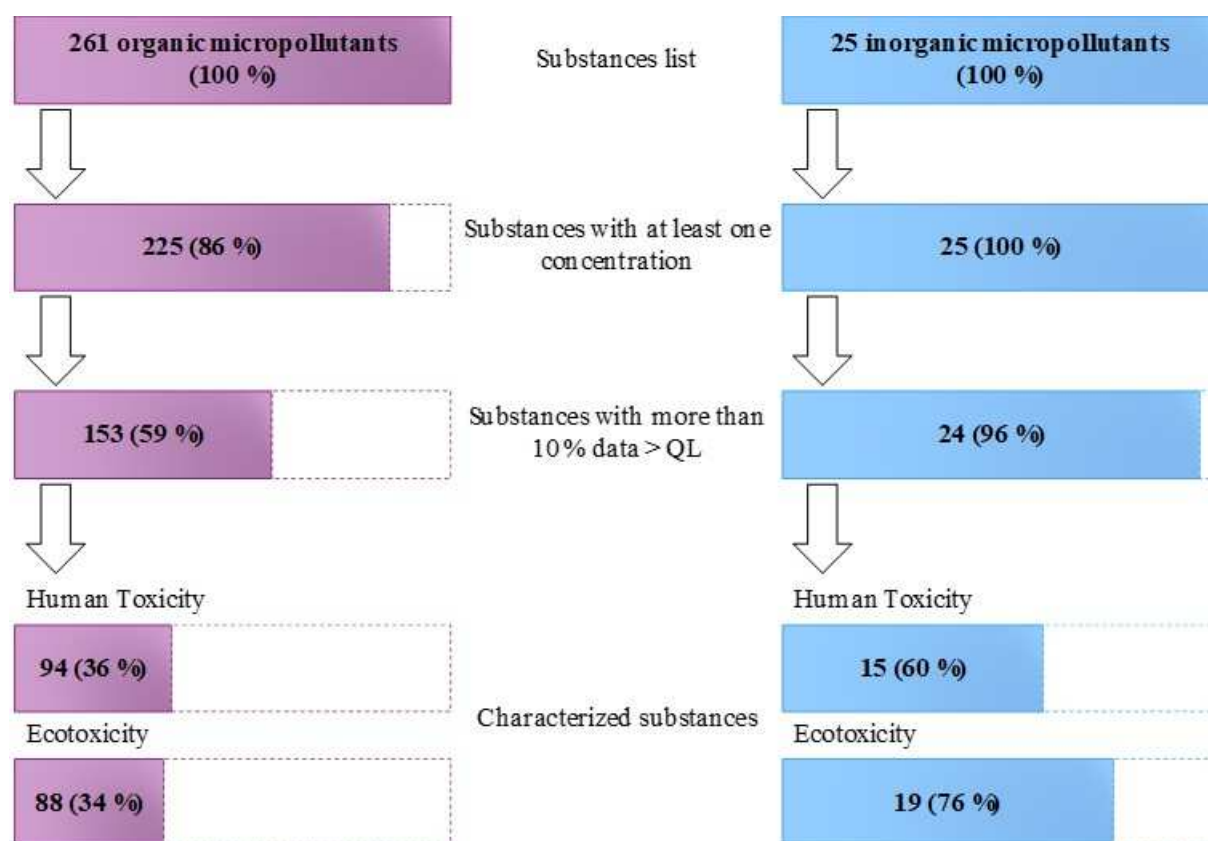 261 organic micropollutants
(100 %)
Substances list
25 inorganic micropollutants
(100 %)
225 (86 %)
Substances with at least one
concentration
25 (100 %)
153 (59 %)
Substances with more than
10% data > QL
24 (96 %)
Human Toxicity
Human Toxicity
94 (36 %)
15 (60 %)
Characterized substances
Ecotoxicity
Ecotoxicity
88 (34 %)
19 (76 %)